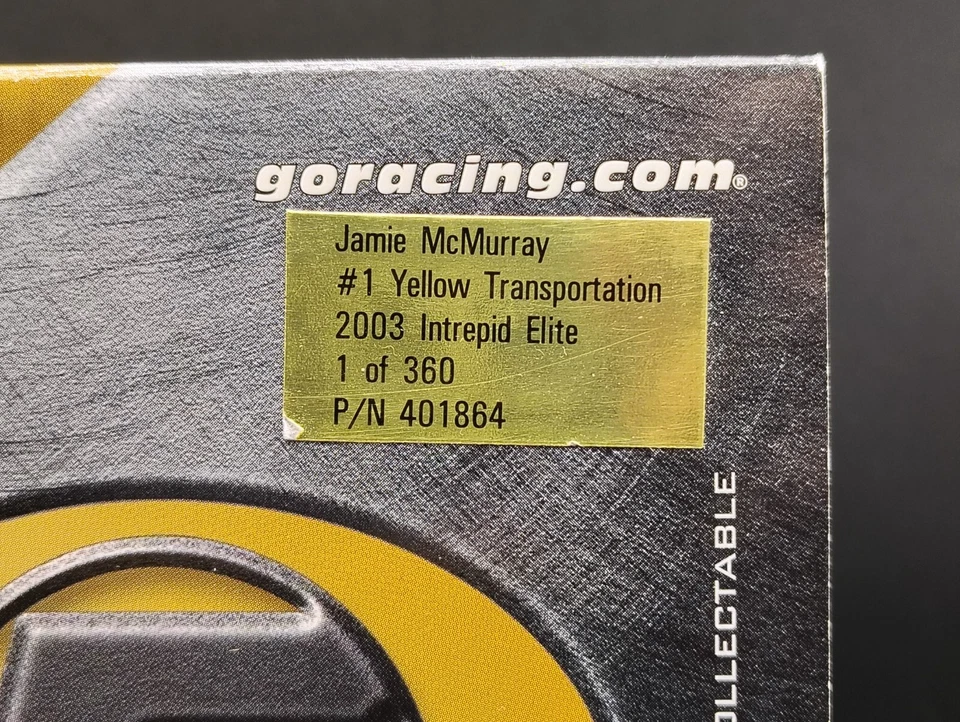 goracing.com®
Jamie McMurray
#1 Yellow Transportation
2003 Intrepid Elite
1 of 360
P/N 401864
OLLECTABLE